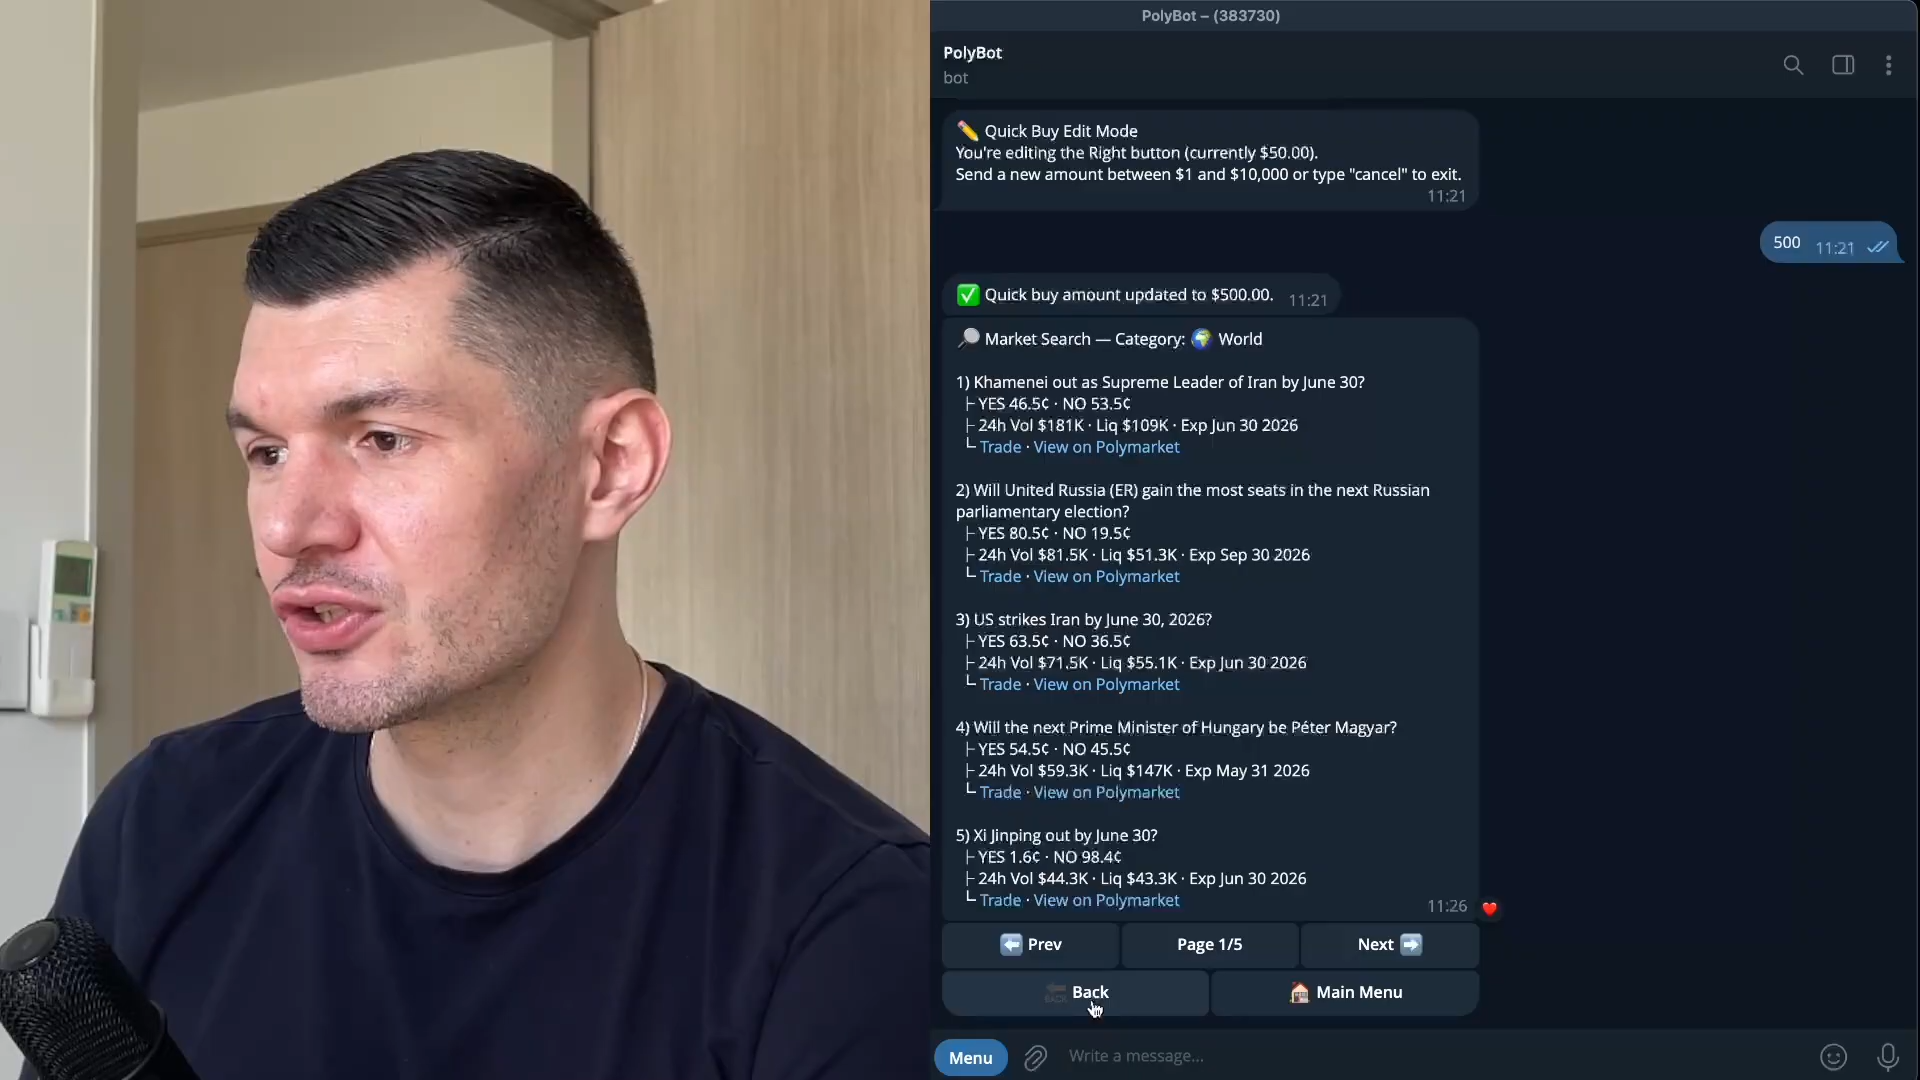 PolyBot – (383730)
PolyBot
bot
✏️ Quick Buy Edit Mode
You're editing the Right button (currently $50.00).
Send a new amount between $1 and $10,000 or type "cancel" to exit.
11:21
500 11:21
✅ Quick buy amount updated to $500.00. 11:21
🔎 Market Search — Category: 🌍 World
1) Khamenei out as Supreme Leader of Iran by June 30?
├ YES 46.5¢ · NO 53.5¢
├ 24h Vol $181K · Liq $109K · Exp Jun 30 2026
└ Trade · View on Polymarket
2) Will United Russia (ER) gain the most seats in the next Russian
parliamentary election?
├ YES 80.5¢ · NO 19.5¢
├ 24h Vol $81.5K · Liq $51.3K · Exp Sep 30 2026
└ Trade · View on Polymarket
3) US strikes Iran by June 30, 2026?
├ YES 63.5¢ · NO 36.5¢
├ 24h Vol $71.5K · Liq $55.1K · Exp Jun 30 2026
└ Trade · View on Polymarket
4) Will the next Prime Minister of Hungary be Péter Magyar?
├ YES 54.5¢ · NO 45.5¢
├ 24h Vol $59.3K · Liq $147K · Exp May 31 2026
└ Trade · View on Polymarket
5) Xi Jinping out by June 30?
├ YES 1.6¢ · NO 98.4¢
├ 24h Vol $44.3K · Liq $43.3K · Exp Jun 30 2026
└ Trade · View on Polymarket
11:26 ❤️
⬅️ Prev
Page 1/5
Next ➡️
🔙 Back
🏠 Main Menu
Menu
Write a message...